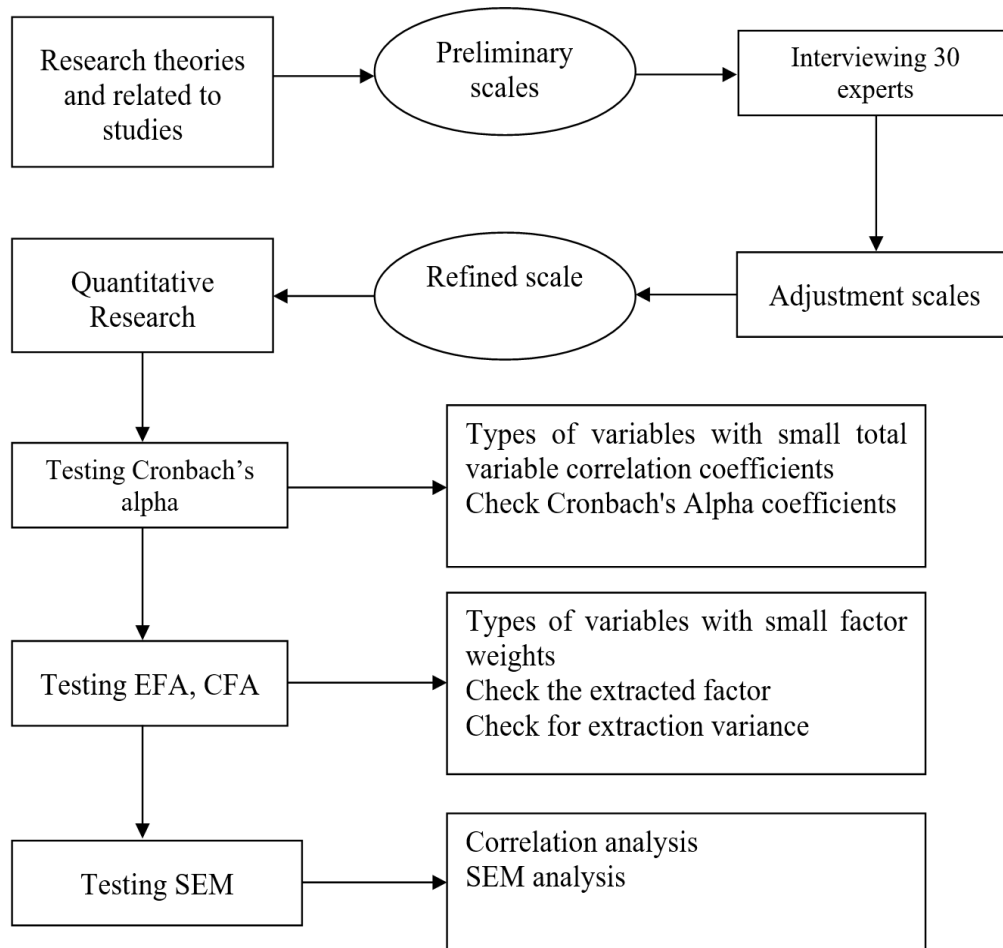 Research theories
and related to
studies
Preliminary
scales
Interviewing 30
experts
Adjustment scales
Refined scale
Quantitative
Research
Testing Cronbach’s
alpha
Types of variables with small total
variable correlation coefficients
Check Cronbach's Alpha coefficients
Testing EFA, CFA
Types of variables with small factor
weights
Check the extracted factor
Check for extraction variance
Testing SEM
Correlation analysis
SEM analysis